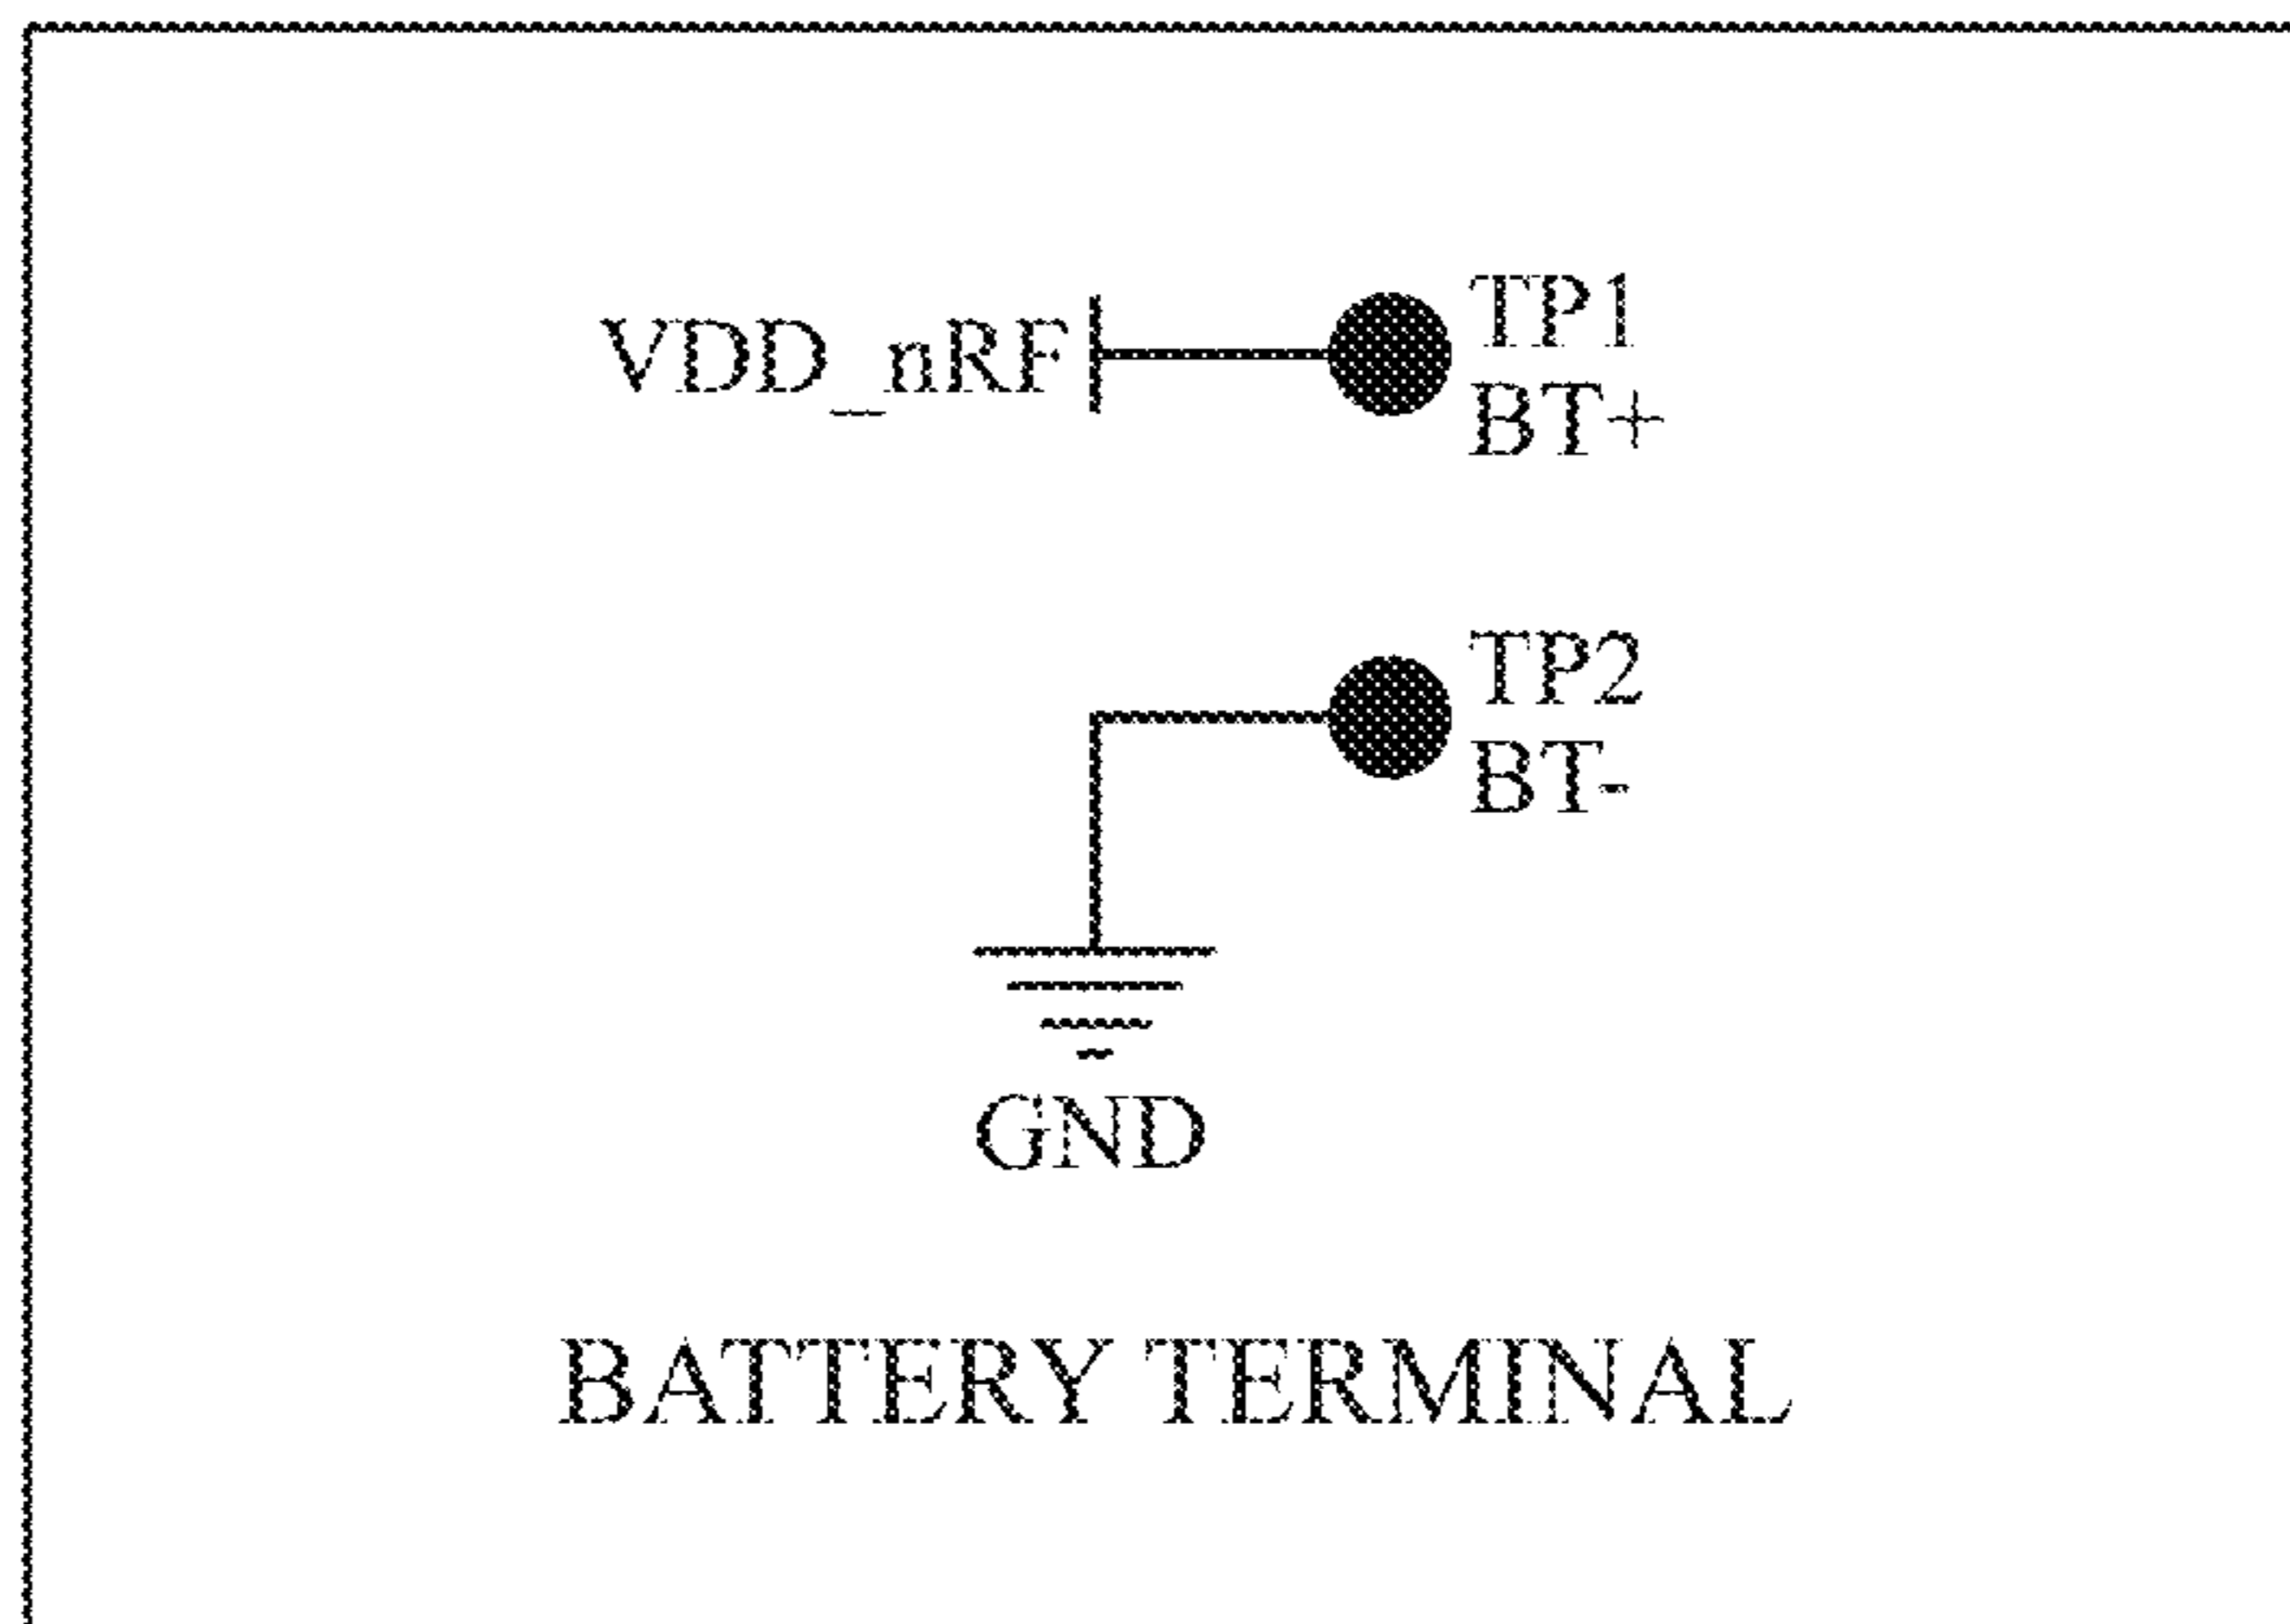 VDD_nRF
TP1
BT+
TP2
BT-
GND
BATTERY TERMINAL